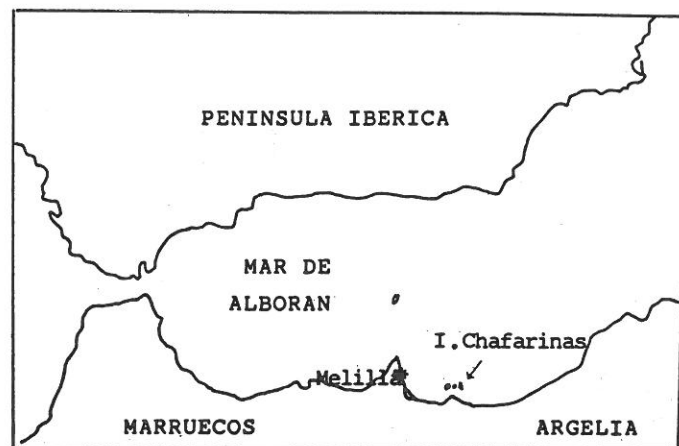 PENINSULA IBERICA
MAR DE
ALBORAN
I.Chafarinas
Melilla
MARRUECOS
ARGELIA